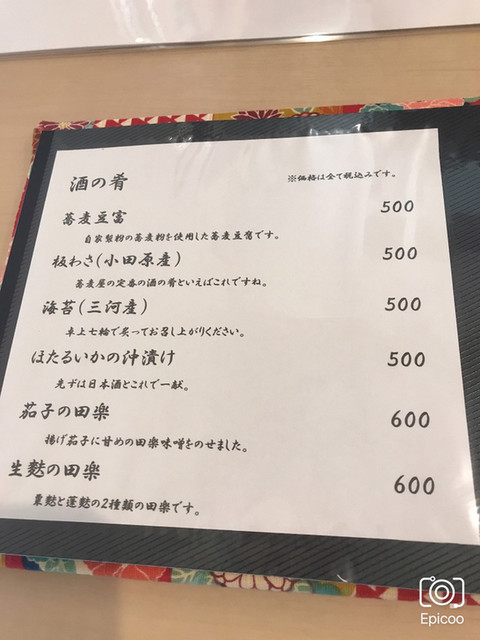 酒の肴
※価格は全て税込みです。
蕎麦豆富 500
自家製粉の蕎麦粉を使用した蕎麦豆腐です。
板わさ(小田原産) 500
蕎麦屋の定番の酒の肴といえばこれですね。
海苔(三河産) 500
卓上七輪で炙ってお召し上がりください。
ほたるいかの沖漬け 500
先ずは日本酒とこれで一献。
茄子の田楽 600
揚げ茄子に甘めの田楽味噌をのせました。
生麩の田楽 600
粟麩と蓬麩の2種類の田楽です。
Epicoo